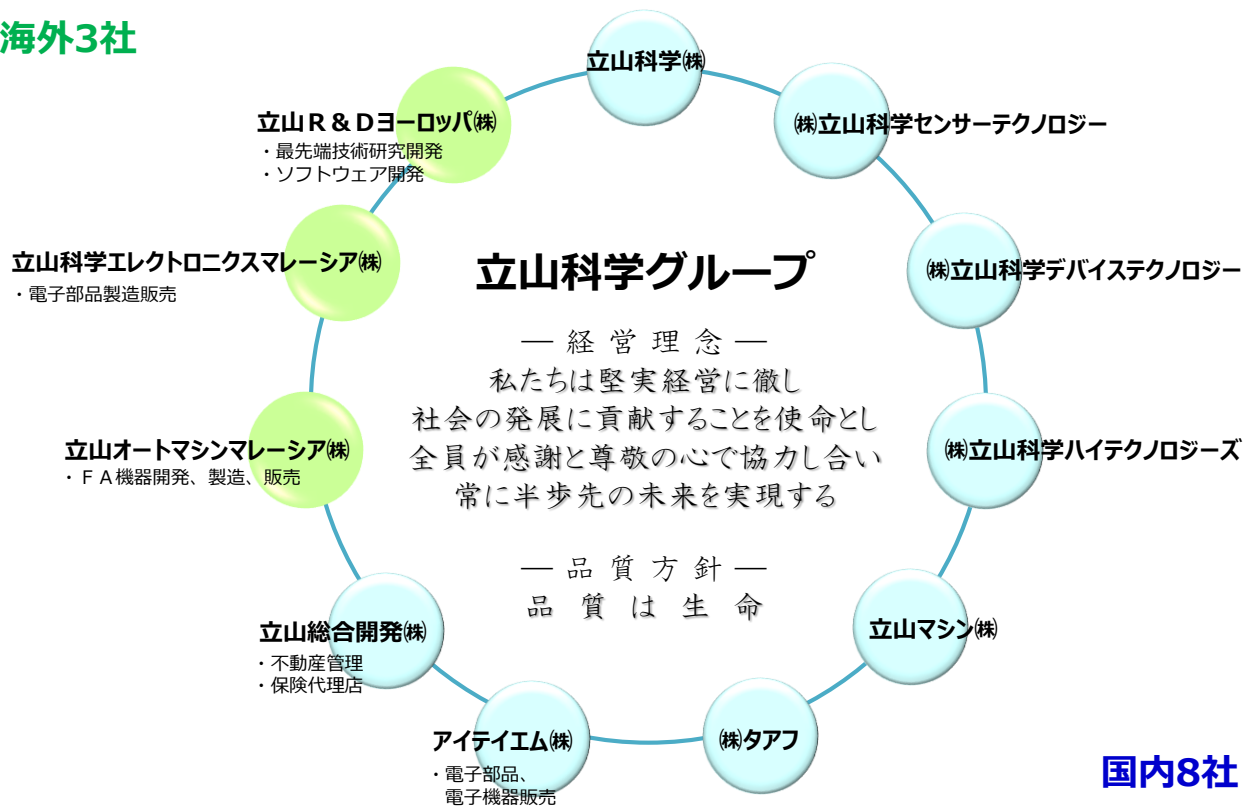 海外3社
立山科学㈱
立山Ｒ＆Ｄヨーロッパ㈱
・最先端技術研究開発
・ソフトウェア開発
㈱立山科学センサーテクノロジー
立山科学エレクトロニクスマレーシア㈱
・電子部品製造販売
㈱立山科学デバイステクノロジー
立山科学グループ
― 経 営 理 念 ―
私たちは堅実経営に徹し
社会の発展に貢献することを使命とし
全員が感謝と尊敬の心で協力し合い
常に半歩先の未来を実現する
立山オートマシンマレーシア㈱
・ＦＡ機器開発、製造、販売
㈱立山科学ハイテクノロジーズ
― 品 質 方 針 ―
品 質 は 生 命
立山総合開発㈱
・不動産管理
・保険代理店
立山マシン㈱
アイテイエム㈱
・電子部品、
電子機器販売
㈱タアフ
国内8社